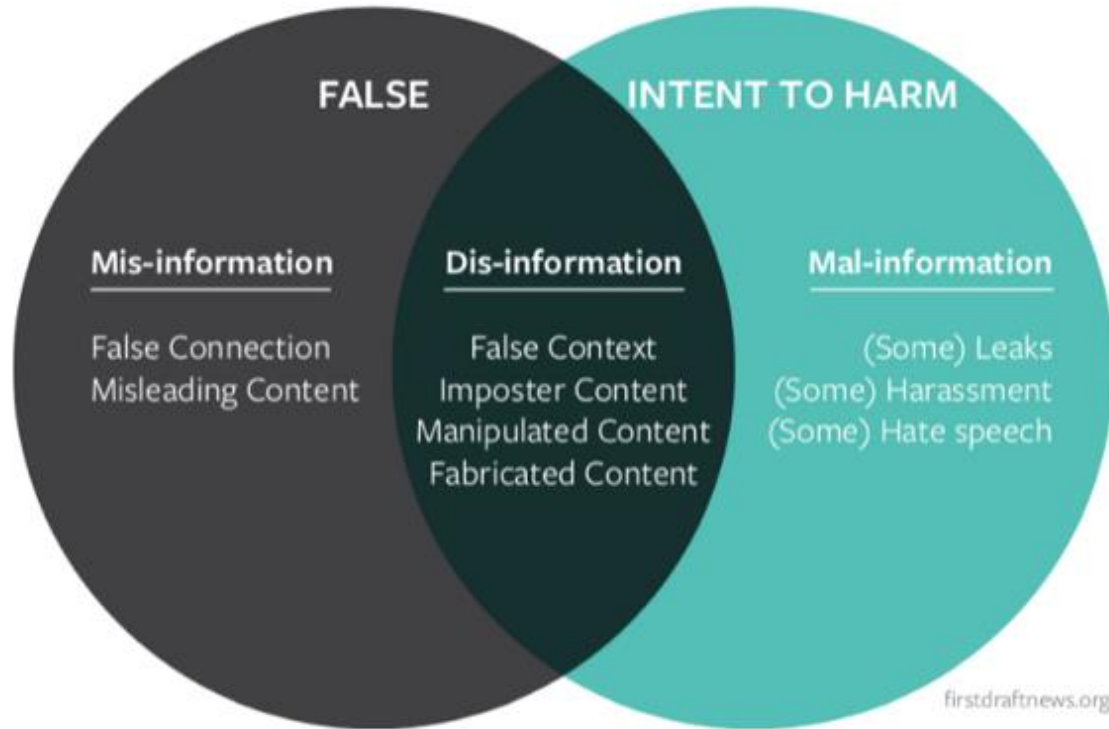 FALSE
INTENT TO HARM
Mis-information
False Connection
Misleading Content
Dis-information
False Context
Imposter Content
Manipulated Content
Fabricated Content
Mal-information
(Some) Leaks
(Some) Harassment
(Some) Hate speech
firstdraftnews.org